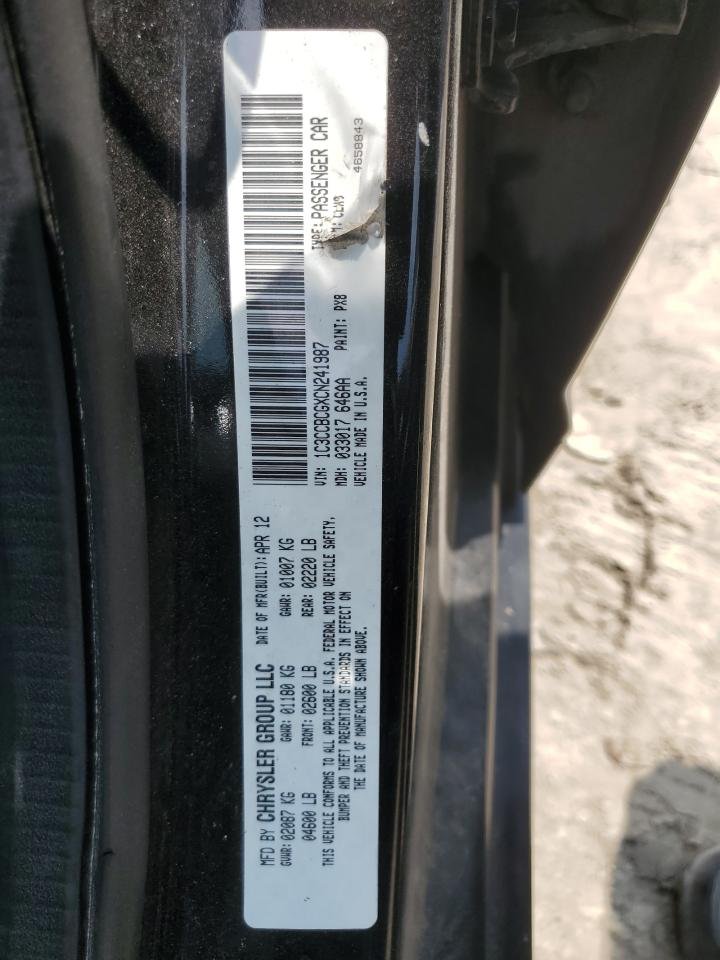 MFD BY CHRYSLER GROUP LLC DATE OF MFR(BUILT): APR 12
GVWR: 02087 KG GAWR: 01180 KG GAWR: 01007 KG
04600 LB FRONT: 02600 LB REAR: 02220 LB
THIS VEHICLE CONFORMS TO ALL APPLICABLE U.S.A. FEDERAL MOTOR VEHICLE SAFETY,
BUMPER AND THEFT PREVENTION STANDARDS IN EFFECT ON
THE DATE OF MANUFACTURE SHOWN ABOVE.
VIN: 1C3CCBCGXCN241987 TYPE: PASSENGER CAR
MDH: 033017 646AA PAINT: PX8
VEHICLE MADE IN U.S.A.
4658843